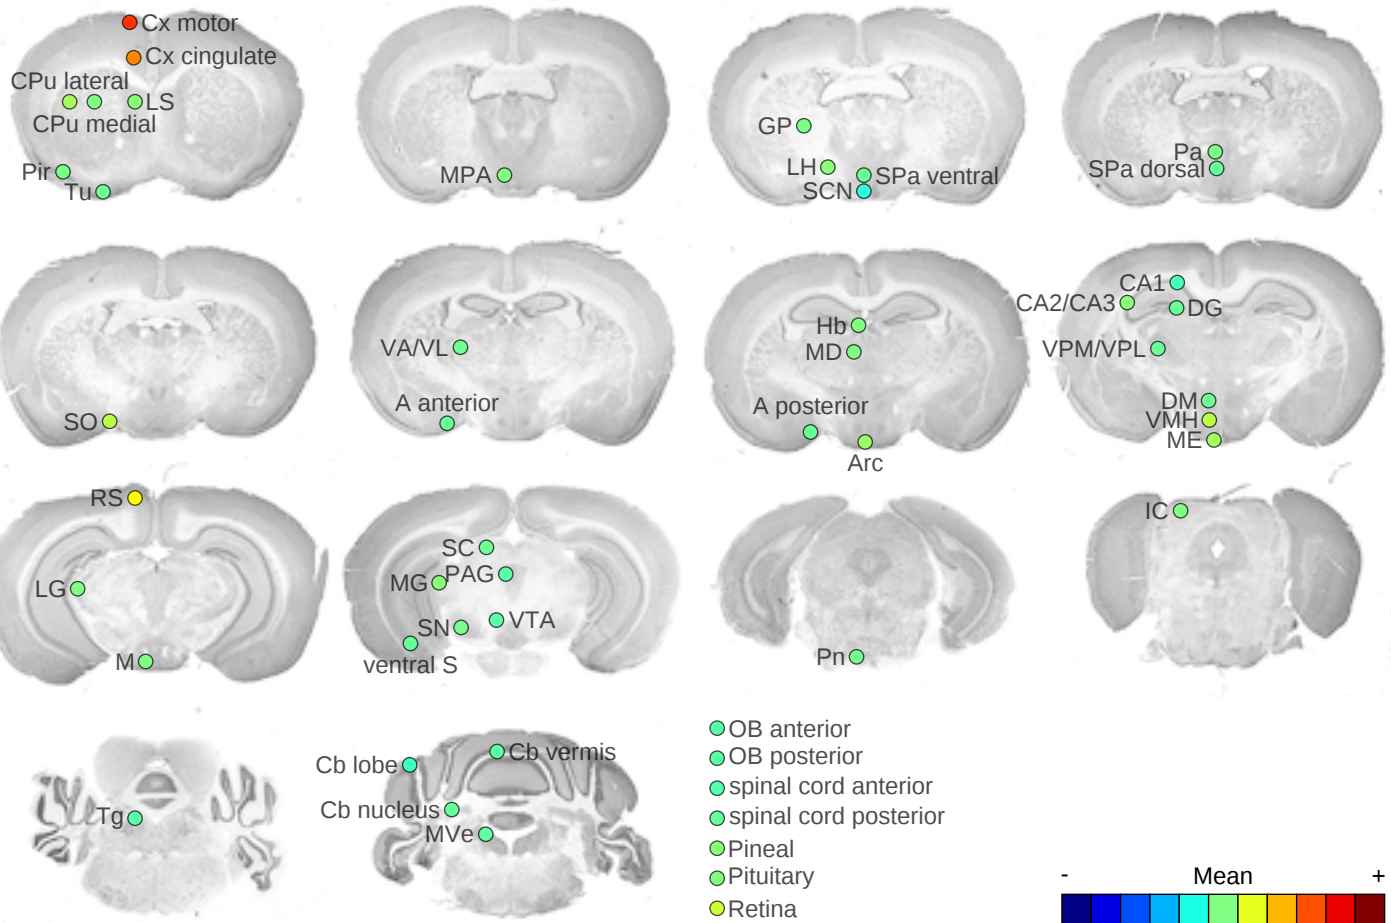 Cx motor
Cx cingulate
CPu lateral
LS
CPu medial
Pir
Tu
MPA
GP
LH
SPa ventral
SCN
Pa
SPa dorsal
SO
VA/VL
A anterior
Hb
MD
A posterior
Arc
CA1
CA2/CA3
DG
VPM/VPL
DM
VMH
ME
RS
LG
M
SC
PAG
MG
VTA
SN
ventral S
Pn
IC
Tg
Cb vermis
Cb lobe
Cb nucleus
MVe
OB anterior
OB posterior
spinal cord anterior
spinal cord posterior
Pineal
Pituitary
Retina
- Mean +